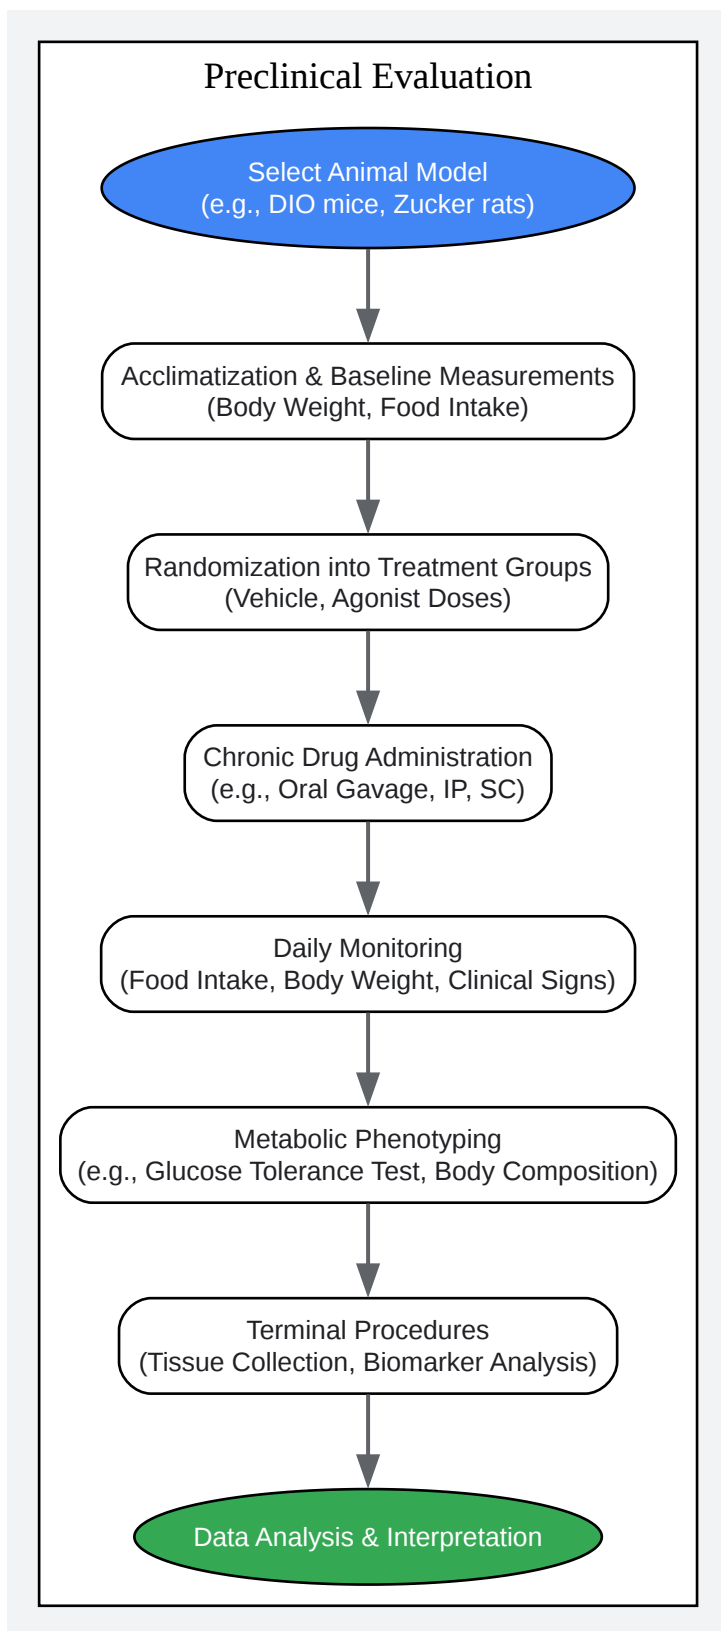 Preclinical Evaluation
Select Animal Model
(e.g., DIO mice, Zucker rats)
Acclimatization & Baseline Measurements
(Body Weight, Food Intake)
Randomization into Treatment Groups
(Vehicle, Agonist Doses)
Chronic Drug Administration
(e.g., Oral Gavage, IP, SC)
Daily Monitoring
(Food Intake, Body Weight, Clinical Signs)
Metabolic Phenotyping
(e.g., Glucose Tolerance Test, Body Composition)
Terminal Procedures
(Tissue Collection, Biomarker Analysis)
Data Analysis & Interpretation